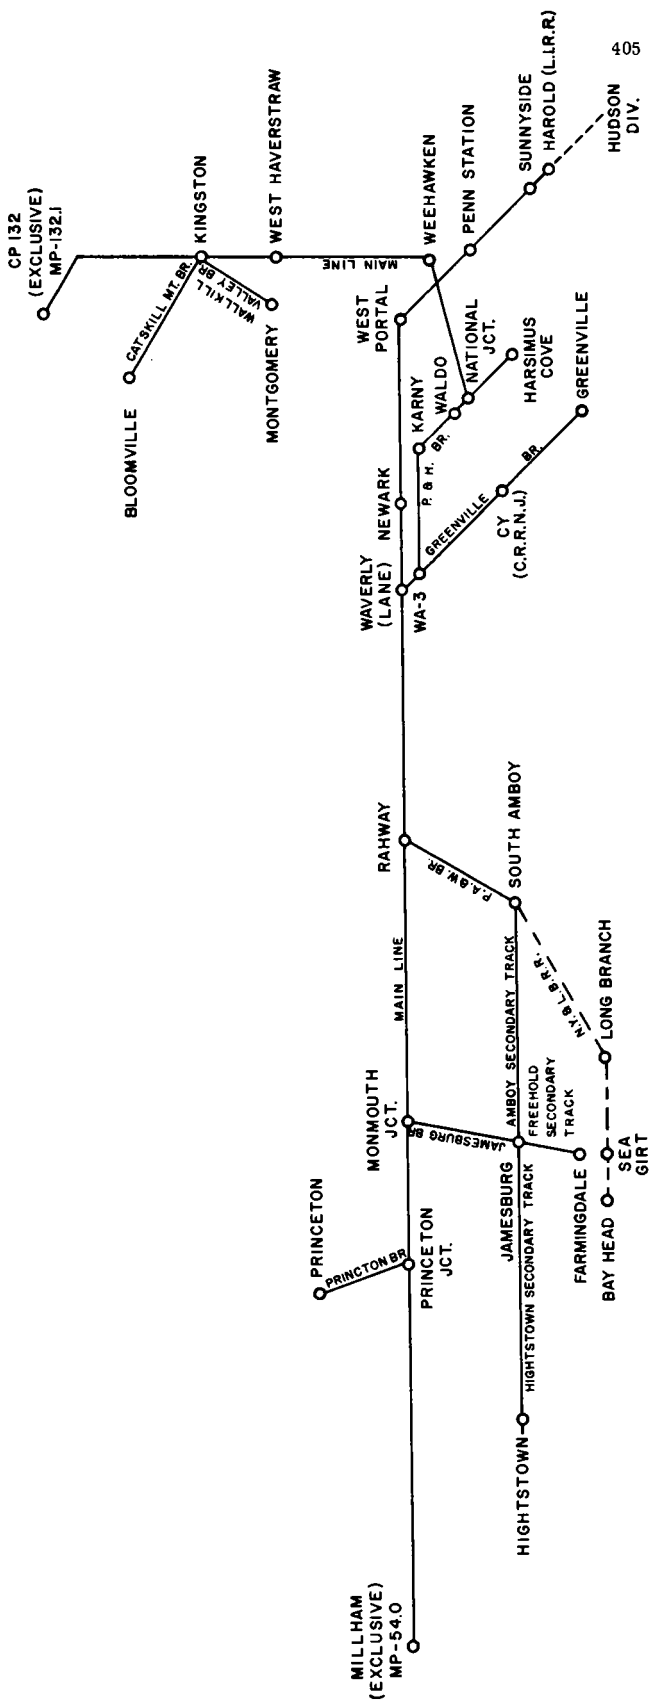 405
CP 132
(EXCLUSIVE)
MP-132.1
KINGSTON
WEST HAVERSTRAW
CATSKILL MT. BR.
WALLKILL
VALLEY BR
BLOOMVILLE
MONTGOMERY
MAIN LINE
WEEHAWKEN
PENN STATION
SUNNYSIDE
HAROLD (L.I.R.R.)
HUDSON
DIV.
WEST
PORTAL
KARNY
WALDO
NATIONAL
JCT.
HARSIMUS
COVE
GREENVILLE
NEWARK
P. & H. BR.
GREENVILLE BR.
CY
(C.R.R.N.J.)
WAVERLY
(LANE)
WA-3
RAHWAY
P.A.&W. BR.
SOUTH AMBOY
MAIN LINE
AMBOY SECONDARY TRACK
N.Y.& L.B.R.R.
LONG BRANCH
MONMOUTH
JCT.
JAMESBURG BR
FREEHOLD
SECONDARY
TRACK
JAMESBURG
SEA
GIRT
FARMINGDALE
BAY HEAD
PRINCETON
PRINCTON BR
PRINCETON
JCT.
HIGHTSTOWN SECONDARY TRACK
HIGHTSTOWN
MILLHAM
(EXCLUSIVE)
MP-54.0